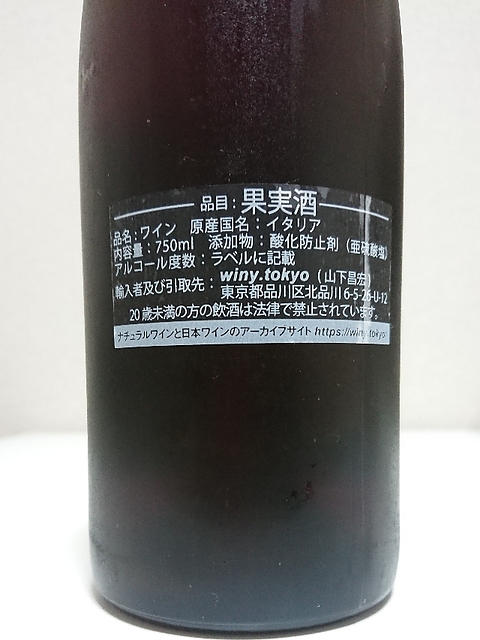 品目：果実酒
品名：ワイン 原産国名：イタリア
内容量：750ml 添加物：酸化防止剤（亜硫酸塩）
アルコール度数：ラベルに記載
輸入者及び引取先：winy.tokyo（山下昌宏）
東京都品川区北品川6-5-26-U-12
20歳未満の方の飲酒は法律で禁止されています。
ナチュラルワインと日本ワインのアーカイブサイト https://winy.tokyo